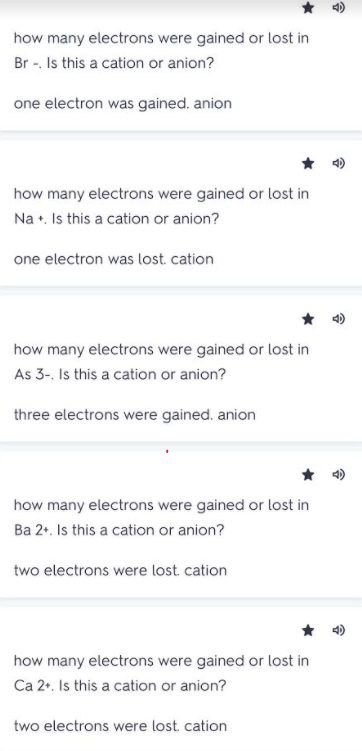 how many electrons were gained or lost in
Br -. Is this a cation or anion?
one electron was gained. anion
how many electrons were gained or lost in
Na +. Is this a cation or anion?
one electron was lost. cation
how many electrons were gained or lost in
As 3-. Is this a cation or anion?
three electrons were gained. anion
how many electrons were gained or lost in
Ba 2+. Is this a cation or anion?
two electrons were lost. cation
how many electrons were gained or lost in
Ca 2+. Is this a cation or anion?
two electrons were lost. cation